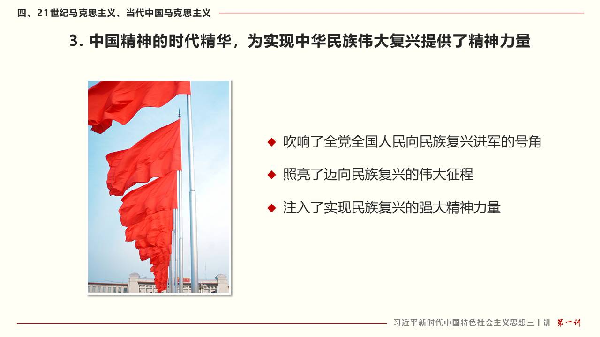 四、21世纪马克思主义、当代中国马克思主义
3. 中国精神的时代精华，为实现中华民族伟大复兴提供了精神力量
◆ 吹响了全党全国人民向民族复兴进军的号角
◆ 照亮了迈向民族复兴的伟大征程
◆ 注入了实现民族复兴的强大精神力量
习近平新时代中国特色社会主义思想三十讲 第一讲